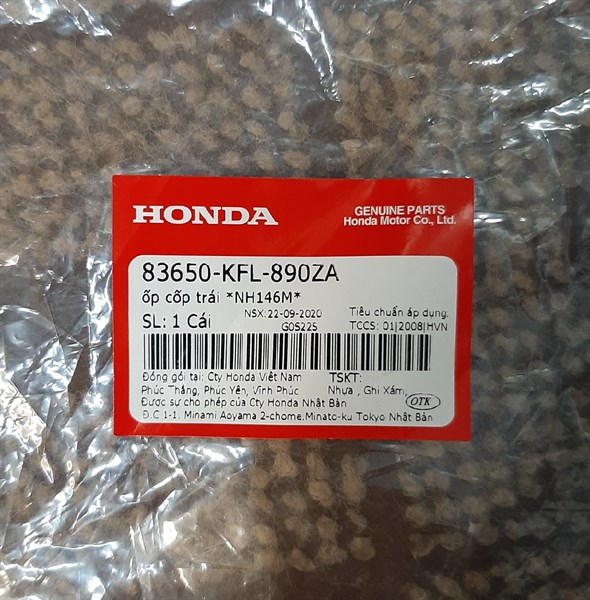 HONDA
GENUINE PARTS
Honda Motor Co., Ltd.
83650-KFL-890ZA
ốp cốp trái *NH146M*
NSX: 22-09-2020
Tiêu chuẩn áp dụng.
SL: 1 Cái
G0S225
TCCS: 01|2008|HVN
Đóng gói tại: Cty Honda Việt Nam
TSKT:
Phúc Thắng, Phúc Yên, Vĩnh Phúc
Nhựa , Ghi Xám,
Được sự cho phép của Cty Honda Nhật Bản
OTK
Đ.C 1-1. Minami Aoyama 2-chome.Minato-ku Tokyo Nhật Bản